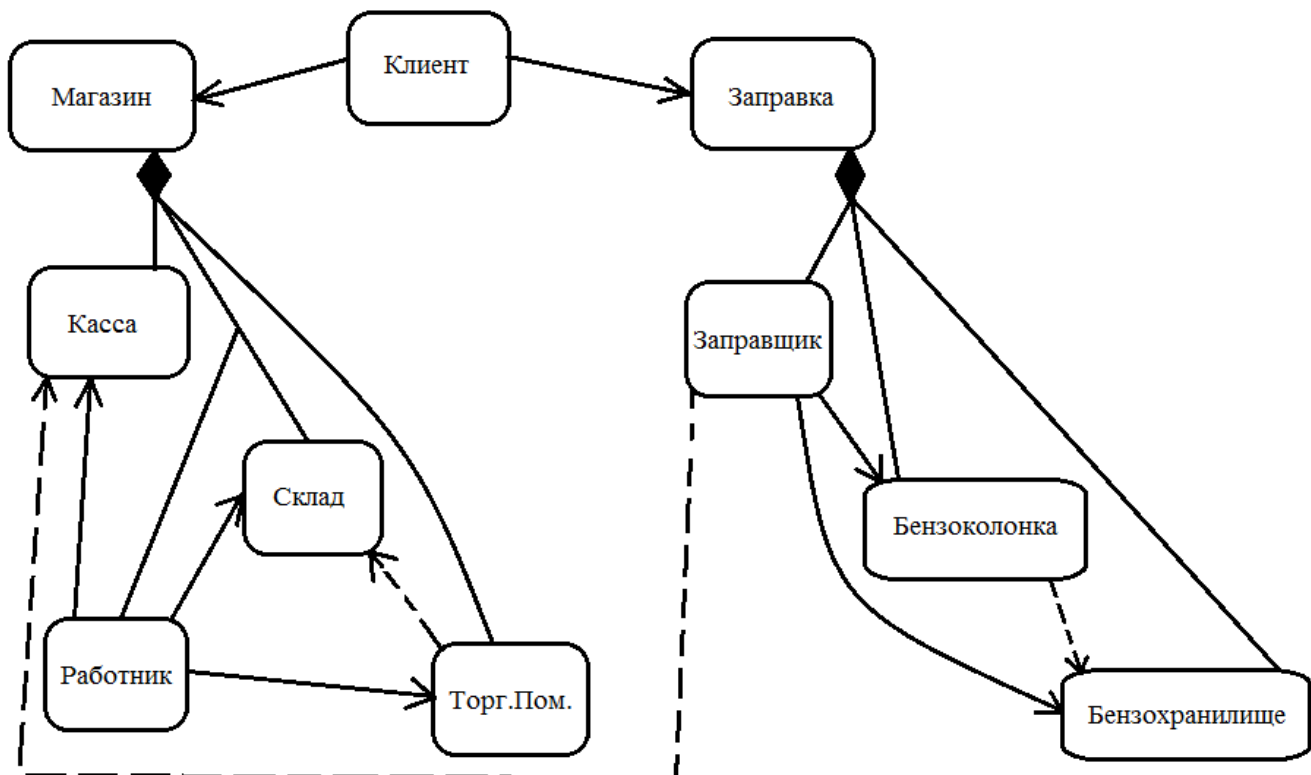 Клиент
Магазин
Заправка
Касса
Заправщик
Склад
Бензоколонка
Работник
Торг.Пом.
Бензохранилище